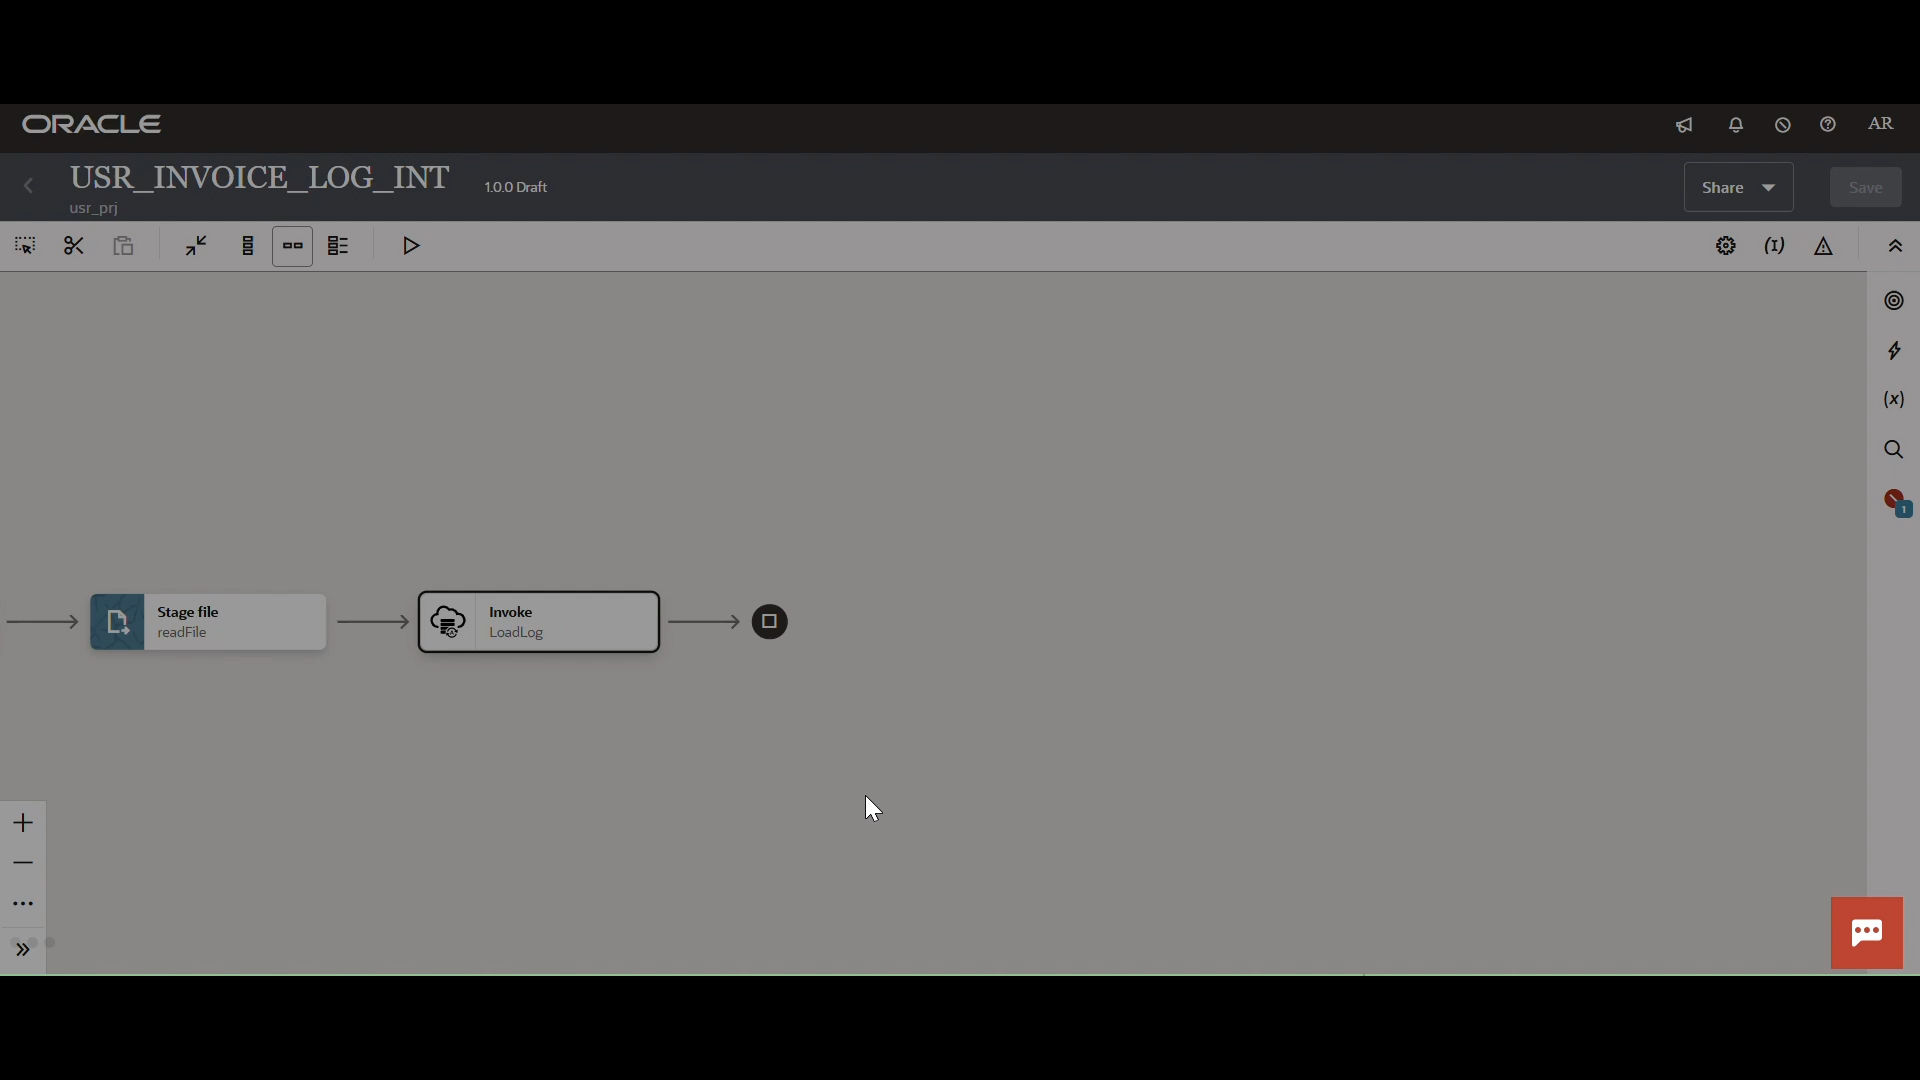 ORACLE
AR
USR_INVOICE_LOG_INT
1.0.0 Draft
usr_prj
Share
Save
(I)
(x)
1
Stage file
readFile
Invoke
LoadLog